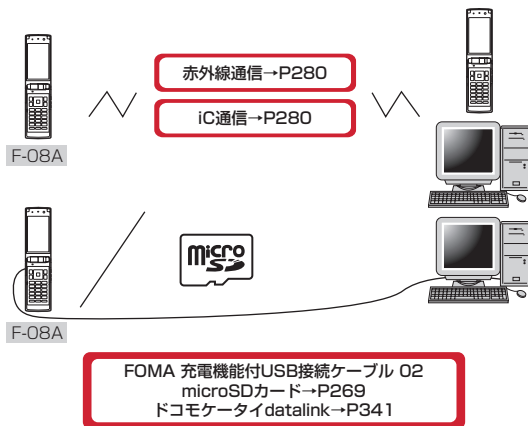 赤外線通信→P280
iC通信→P280
F-08A
micro
SD
F-08A
FOMA 充電機能付USB接続ケーブル 02
microSDカード→P269
ドコモケータイdatalink→P341